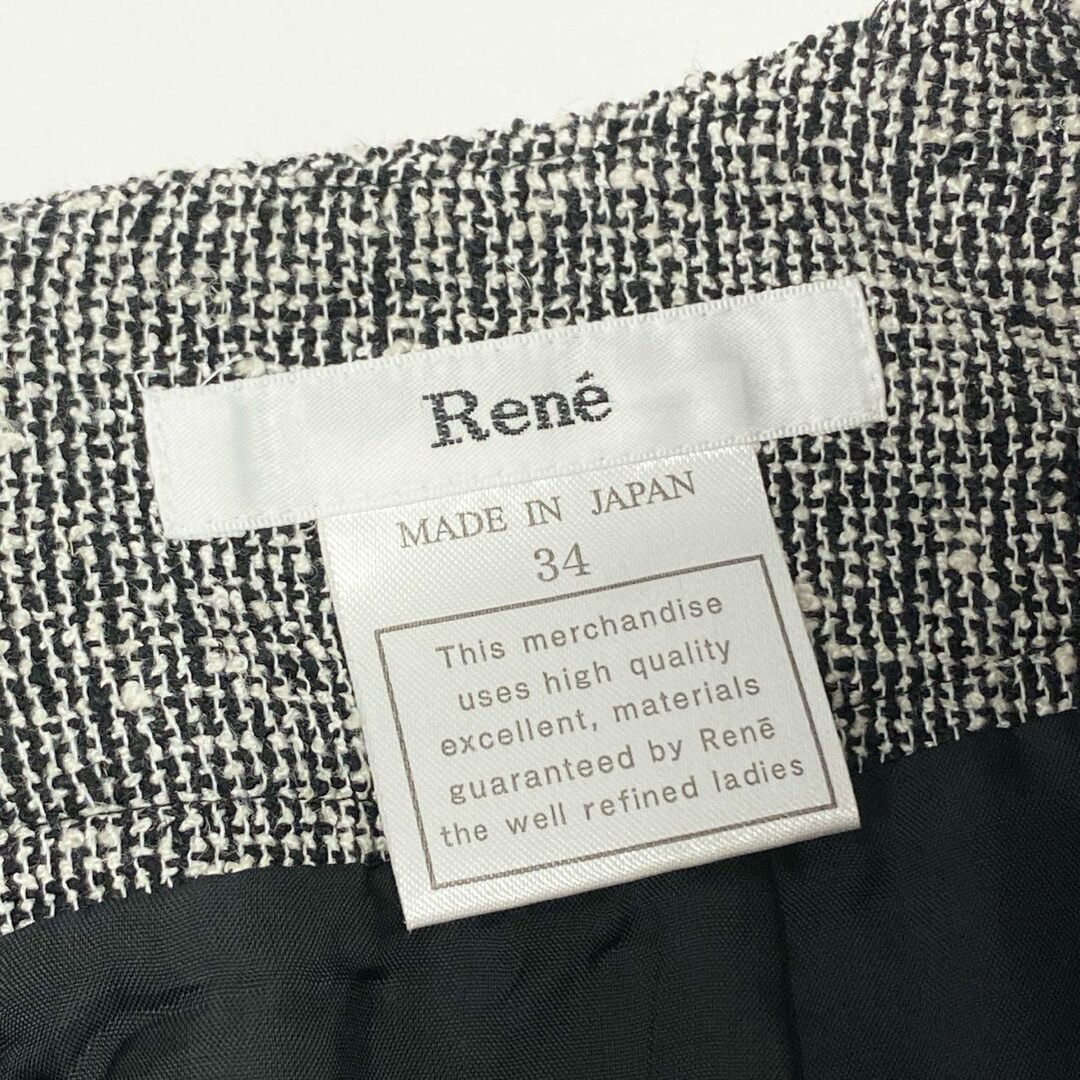 René
MADE IN JAPAN
34
This merchandise
uses high quality
excellent, materials
guaranteed by Renē
the well refined ladies